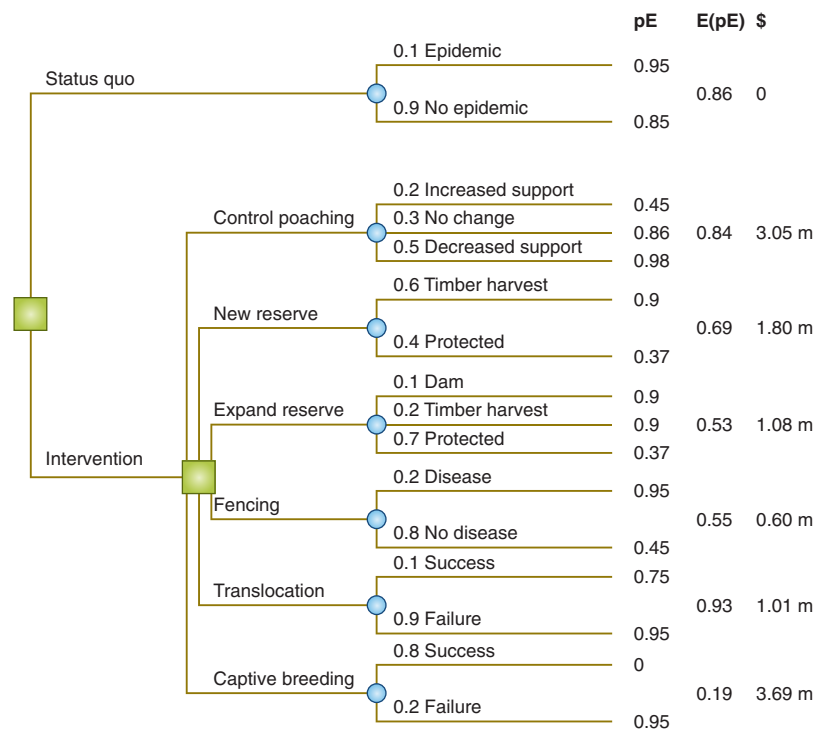 pE E(pE) $
0.1 Epidemic
0.95
Status quo
0.86 0
0.9 No epidemic
0.85
0.2 Increased support
0.45
Control poaching
0.3 No change
0.86 0.84 3.05 m
0.5 Decreased support
0.98
0.6 Timber harvest
0.9
New reserve
0.69 1.80 m
0.4 Protected
0.37
0.1 Dam
0.9
Expand reserve
0.2 Timber harvest
0.9 0.53 1.08 m
0.7 Protected
0.37
Intervention
0.2 Disease
0.95
Fencing
0.55 0.60 m
0.8 No disease
0.45
0.1 Success
0.75
Translocation
0.93 1.01 m
0.9 Failure
0.95
0.8 Success
0
Captive breeding
0.19 3.69 m
0.2 Failure
0.95